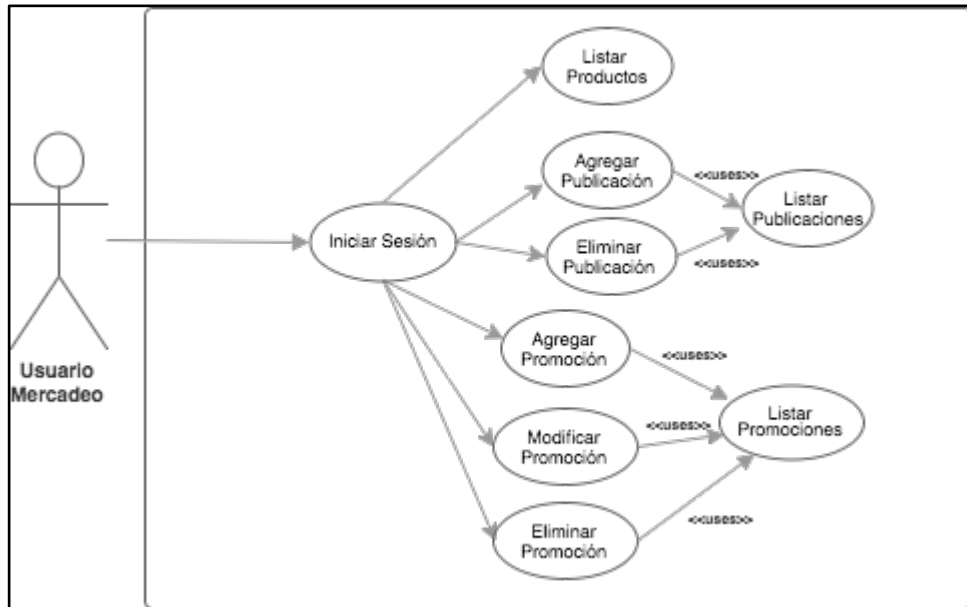 Listar
Productos
Agregar
Publicación
<<uses>>
Listar
Publicaciones
Iniciar Sesión
Eliminar
Publicación
<<uses>>
Usuario
Mercadeo
Agregar
Promoción
<<uses>>
Listar
Promociones
Modificar
Promoción
<<uses>>
Eliminar
Promoción
<<uses>>